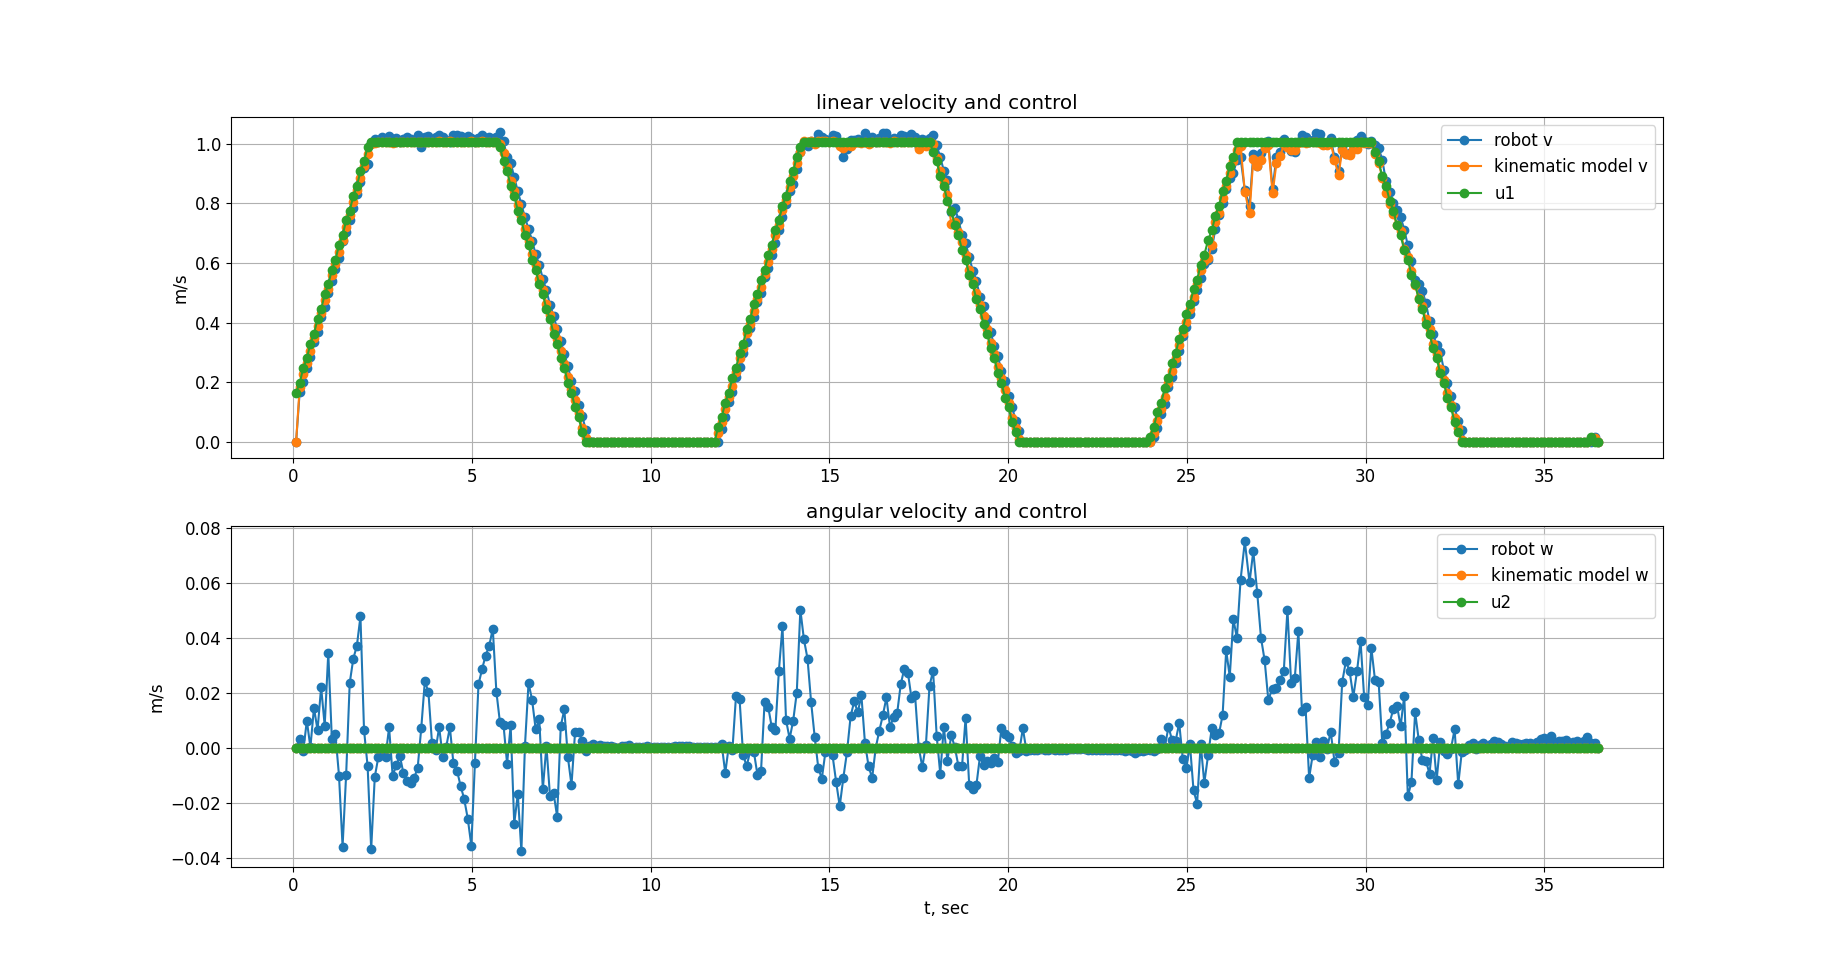 linear velocity and control
1.0
0.8
0.6
0.4
0.2
0.0
m/s
robot v
kinematic model v
u1
0 5 10 15 20 25 30 35
angular velocity and control
0.08
0.06
0.04
0.02
0.00
−0.02
−0.04
m/s
robot w
kinematic model w
u2
0 5 10 15 20 25 30 35
t, sec